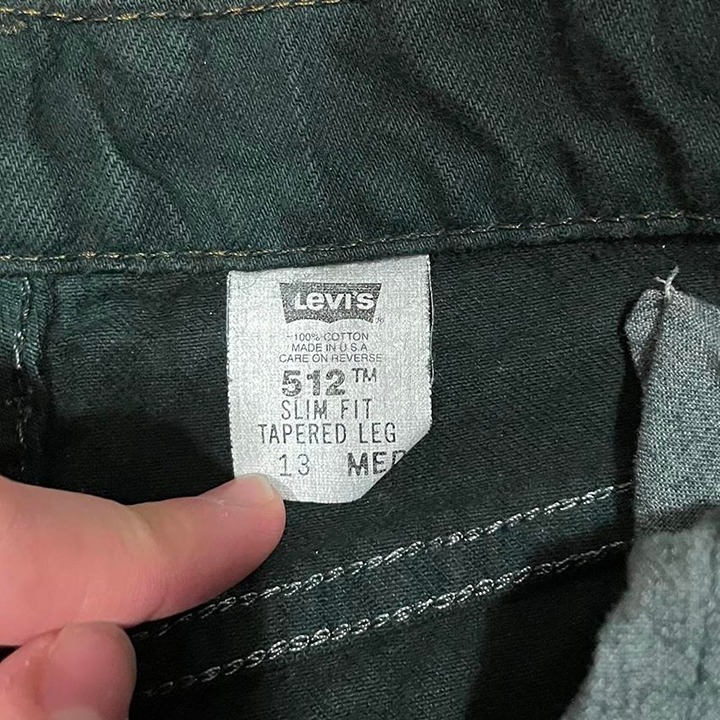 LEVI'S
100% COTTON
MADE IN U.S.A
CARE ON REVERSE
512™
SLIM FIT
TAPERED LEG
13 MED